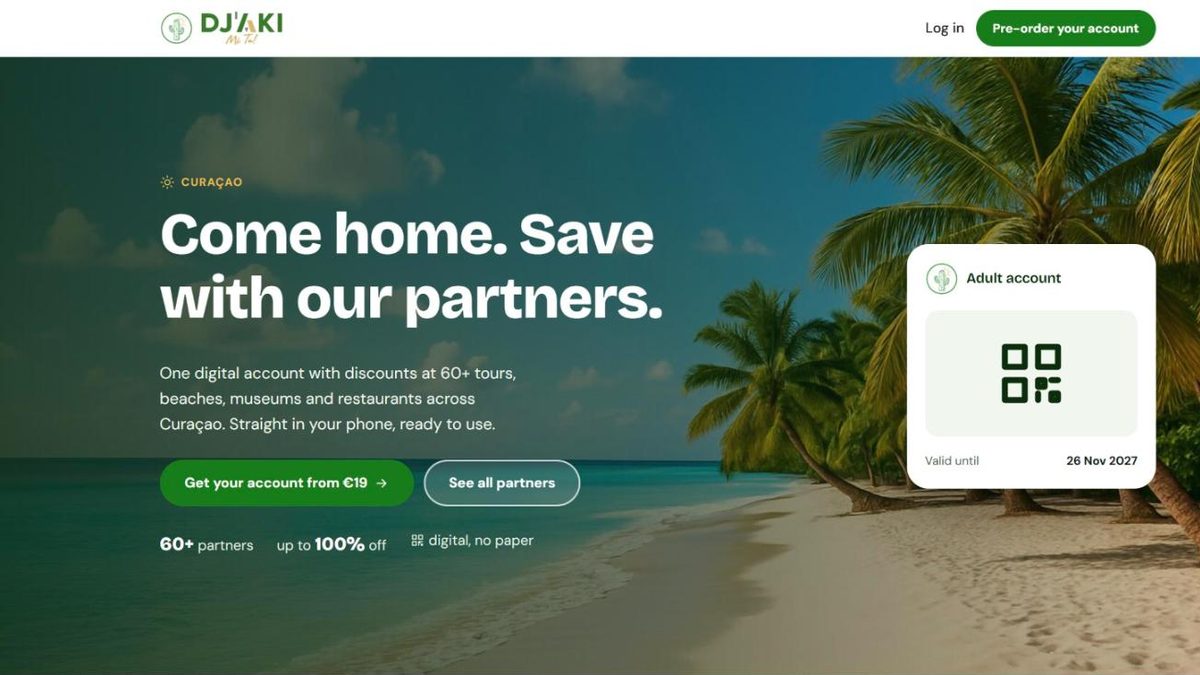 DJ'AKI
Mi Ta!
Log in
Pre-order your account
CURAÇAO
Come home. Save
with our partners.
One digital account with discounts at 60+ tours,
beaches, museums and restaurants across
Curaçao. Straight in your phone, ready to use.
Get your account from €19 →
See all partners
60+ partners
up to 100% off
digital, no paper
Adult account
Valid until
26 Nov 2027